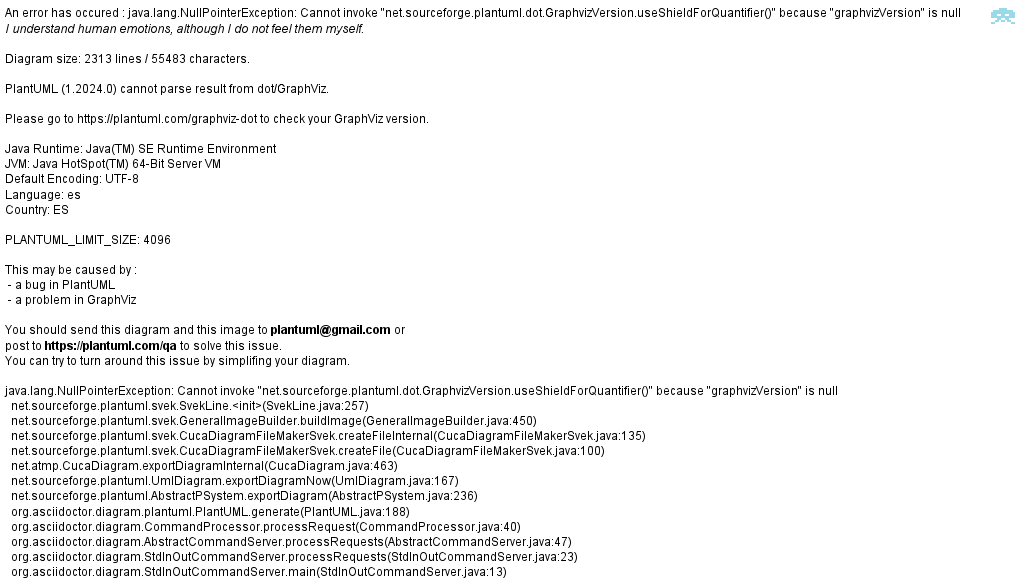 An error has occured : java.lang.NullPointerException: Cannot invoke "net.sourceforge.plantuml.dot.GraphvizVersion.useShieldForQuantifier()" because "graphvizVersion" is null
I understand human emotions, although I do not feel them myself.
Diagram size: 2313 lines / 55483 characters.
PlantUML (1.2024.0) cannot parse result from dot/GraphViz.
Please go to https://plantuml.com/graphviz-dot to check your GraphViz version.
Java Runtime: Java(TM) SE Runtime Environment
JVM: Java HotSpot(TM) 64-Bit Server VM
Default Encoding: UTF-8
Language: es
Country: ES
PLANTUML_LIMIT_SIZE: 4096
This may be caused by :
- a bug in PlantUML
- a problem in GraphViz
You should send this diagram and this image to plantuml@gmail.com or
post to https://plantuml.com/qa to solve this issue.
You can try to turn around this issue by simplifing your diagram.
java.lang.NullPointerException: Cannot invoke "net.sourceforge.plantuml.dot.GraphvizVersion.useShieldForQuantifier()" because "graphvizVersion" is null
net.sourceforge.plantuml.svek.SvekLine.<init>(SvekLine.java:257)
net.sourceforge.plantuml.svek.GeneralImageBuilder.buildImage(GeneralImageBuilder.java:450)
net.sourceforge.plantuml.svek.CucaDiagramFileMakerSvek.createFileInternal(CucaDiagramFileMakerSvek.java:135)
net.sourceforge.plantuml.svek.CucaDiagramFileMakerSvek.createFile(CucaDiagramFileMakerSvek.java:100)
net.atmp.CucaDiagram.exportDiagramInternal(CucaDiagram.java:463)
net.sourceforge.plantuml.UmlDiagram.exportDiagramNow(UmlDiagram.java:167)
net.sourceforge.plantuml.AbstractPSystem.exportDiagram(AbstractPSystem.java:236)
org.asciidoctor.diagram.plantuml.PlantUML.generate(PlantUML.java:188)
org.asciidoctor.diagram.CommandProcessor.processRequest(CommandProcessor.java:40)
org.asciidoctor.diagram.AbstractCommandServer.processRequests(AbstractCommandServer.java:47)
org.asciidoctor.diagram.StdInOutCommandServer.processRequests(StdInOutCommandServer.java:23)
org.asciidoctor.diagram.StdInOutCommandServer.main(StdInOutCommandServer.java:13)